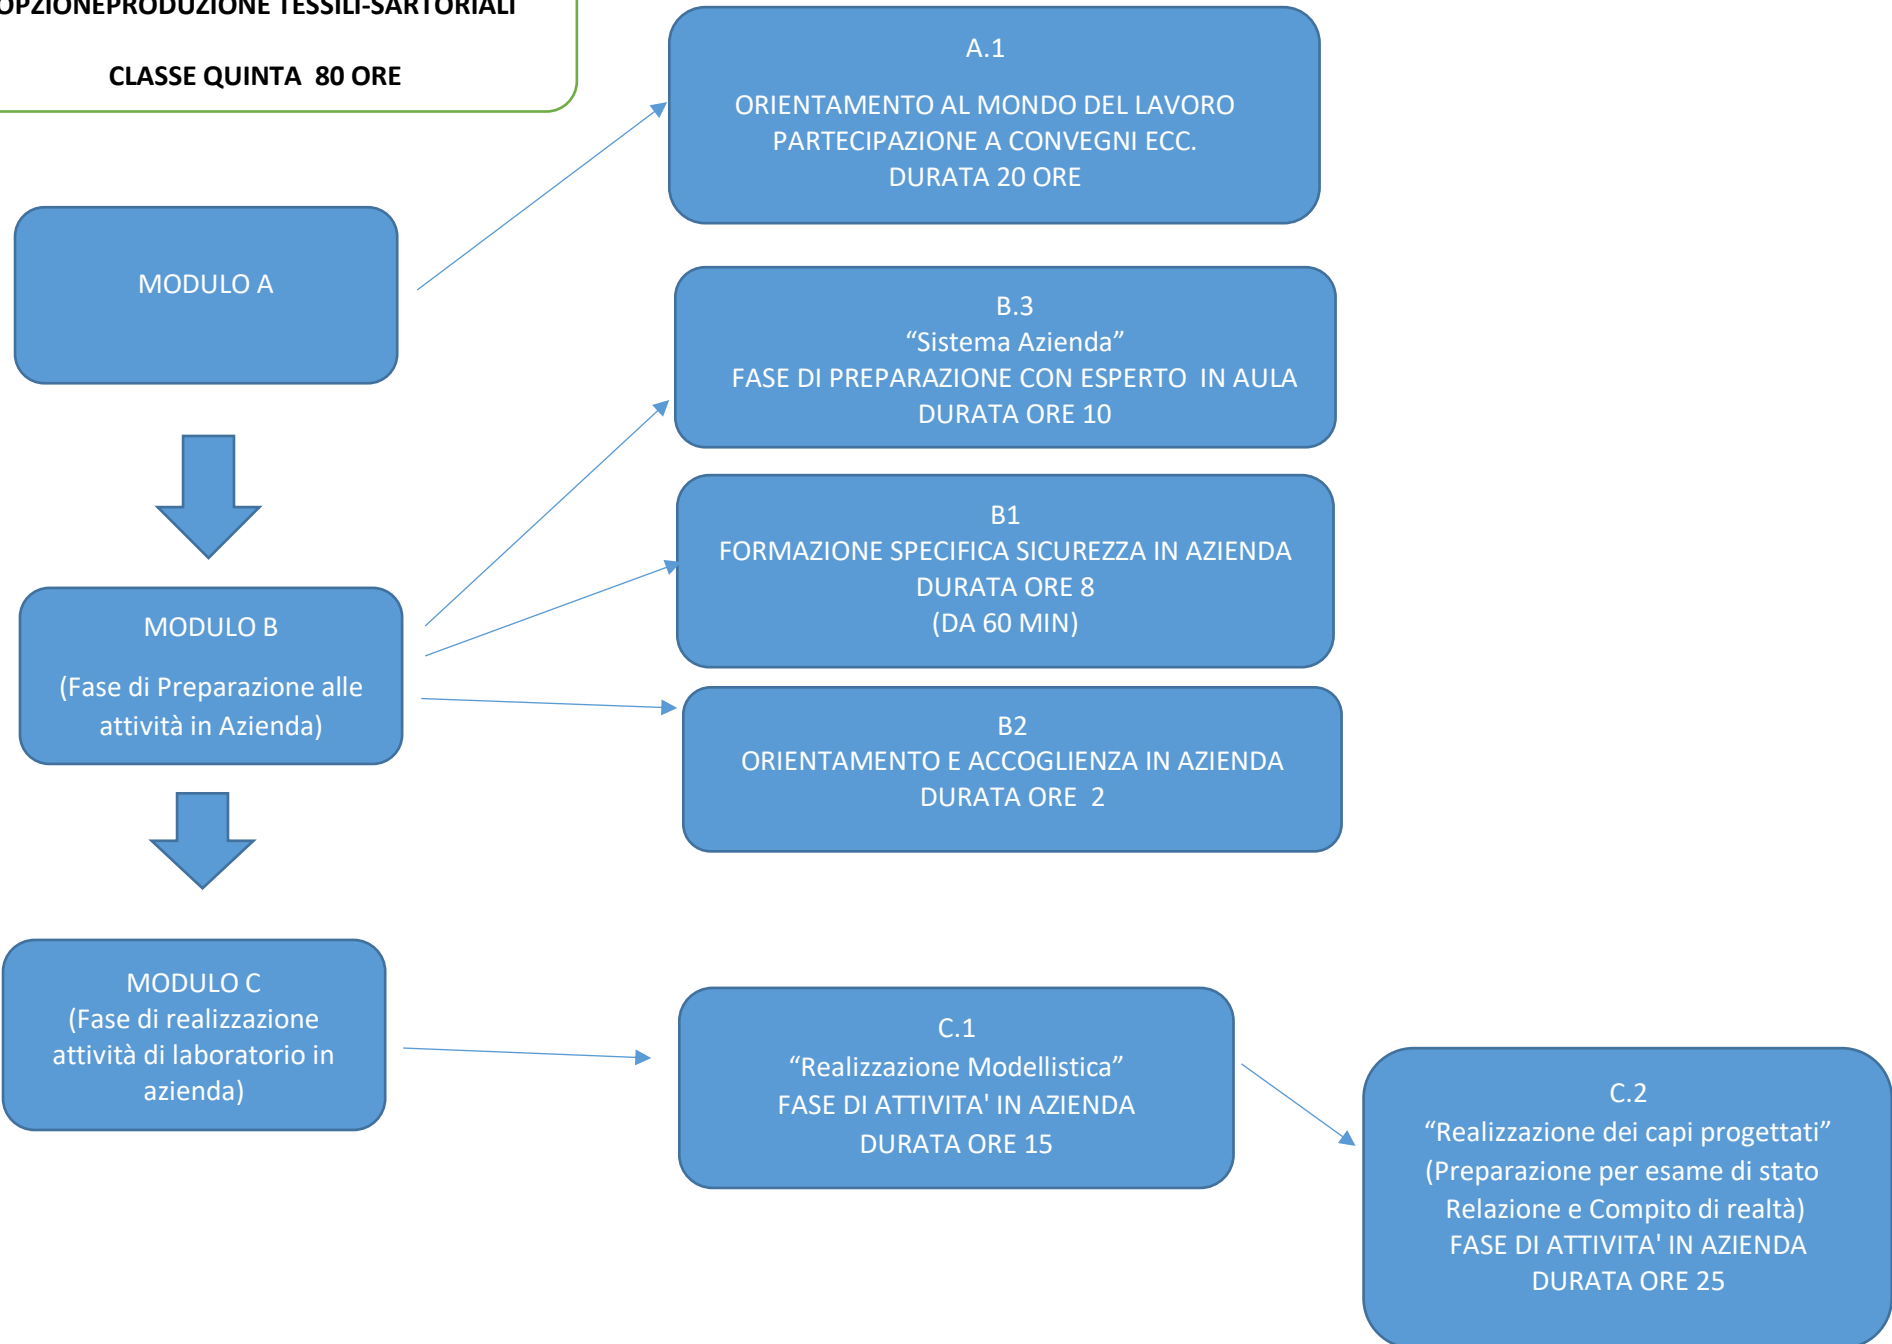 OPZIONEPRODUZIONE TESSILI-SARTORIALI
CLASSE QUINTA 80 ORE
A.1
ORIENTAMENTO AL MONDO DEL LAVORO
PARTECIPAZIONE A CONVEGNI ECC.
DURATA 20 ORE
MODULO A
B.3
“Sistema Azienda”
FASE DI PREPARAZIONE CON ESPERTO IN AULA
DURATA ORE 10
B1
FORMAZIONE SPECIFICA SICUREZZA IN AZIENDA
DURATA ORE 8
(DA 60 MIN)
MODULO B
(Fase di Preparazione alle
attività in Azienda)
B2
ORIENTAMENTO E ACCOGLIENZA IN AZIENDA
DURATA ORE 2
MODULO C
(Fase di realizzazione
attività di laboratorio in
azienda)
C.1
“Realizzazione Modellistica”
FASE DI ATTIVITA' IN AZIENDA
DURATA ORE 15
C.2
“Realizzazione dei capi progettati”
(Preparazione per esame di stato
Relazione e Compito di realtà)
FASE DI ATTIVITA' IN AZIENDA
DURATA ORE 25